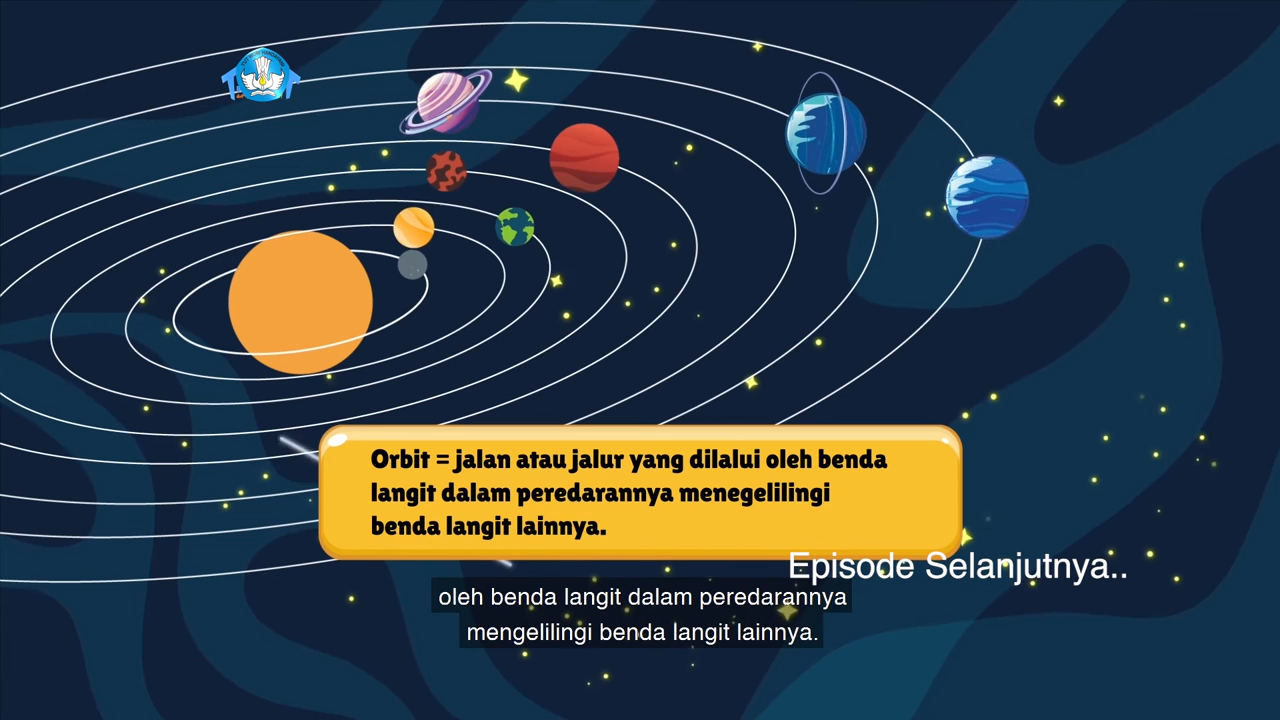 Orbit = jalan atau jalur yang dilalui oleh benda
langit dalam peredarannya menegelilingi
benda langit lainnya.
Episode Selanjutnya..
oleh benda langit dalam peredarannya
mengelilingi benda langit lainnya.